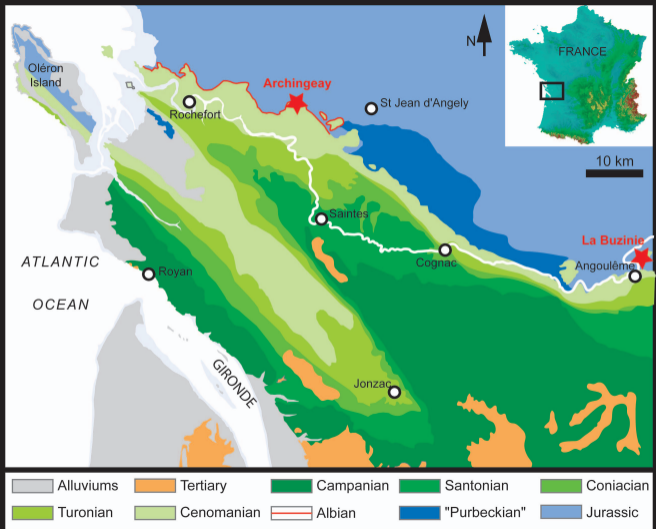 N
FRANCE
Oléron
Island
Archingeay
St Jean d'Angely
Rochefort
10 km
Saintes
La Buzinie
Cognac
Angoulême
ATLANTIC
OCEAN
Royan
GIRONDE
Jonzac
Alluviums Tertiary Campanian Santonian Coniacian
Turonian Cenomanian Albian "Purbeckian" Jurassic